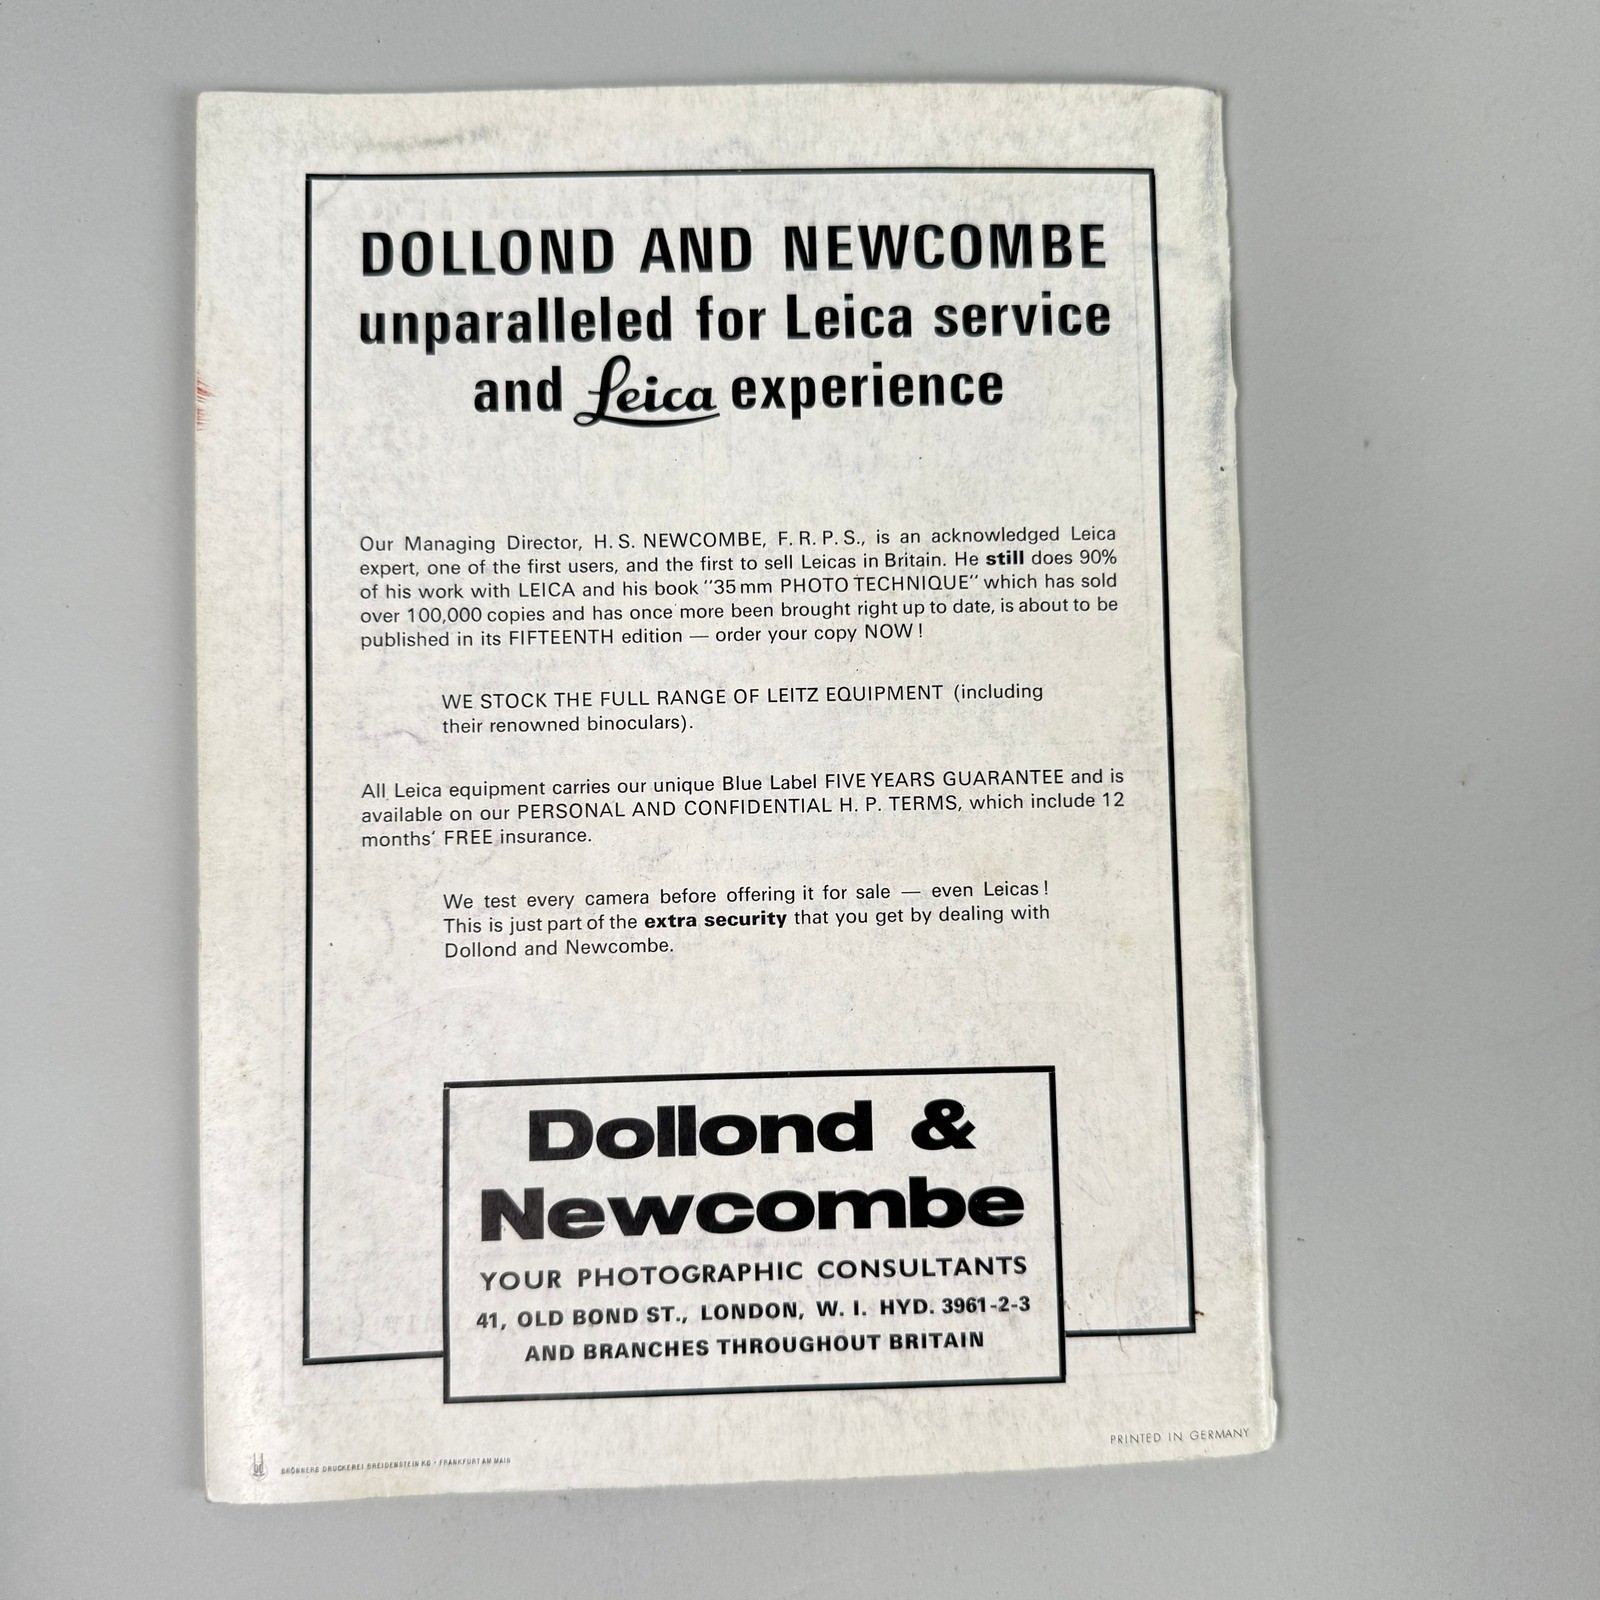 DOLLOND AND NEWCOMBE
unparalleled for Leica service
and Leica experience
Our Managing Director, H. S. NEWCOMBE, F. R. P. S., is an acknowledged Leica
expert, one of the first users, and the first to sell Leicas in Britain. He still does 90%
of his work with LEICA and his book "35 mm PHOTO TECHNIQUE" which has sold
over 100,000 copies and has once more been brought right up to date, is about to be
published in its FIFTEENTH edition — order your copy NOW !
WE STOCK THE FULL RANGE OF LEITZ EQUIPMENT (including
their renowned binoculars).
All Leica equipment carries our unique Blue Label FIVE YEARS GUARANTEE and is
available on our PERSONAL AND CONFIDENTIAL H. P. TERMS, which include 12
months' FREE insurance.
We test every camera before offering it for sale — even Leicas !
This is just part of the extra security that you get by dealing with
Dollond and Newcombe.
Dollond &
Newcombe
YOUR PHOTOGRAPHIC CONSULTANTS
41, OLD BOND ST., LONDON, W. I. HYD. 3961-2-3
AND BRANCHES THROUGHOUT BRITAIN
PRINTED IN GERMANY
BRÖNNERS DRUCKEREI BREIDENSTEIN KG · FRANKFURT AM MAIN